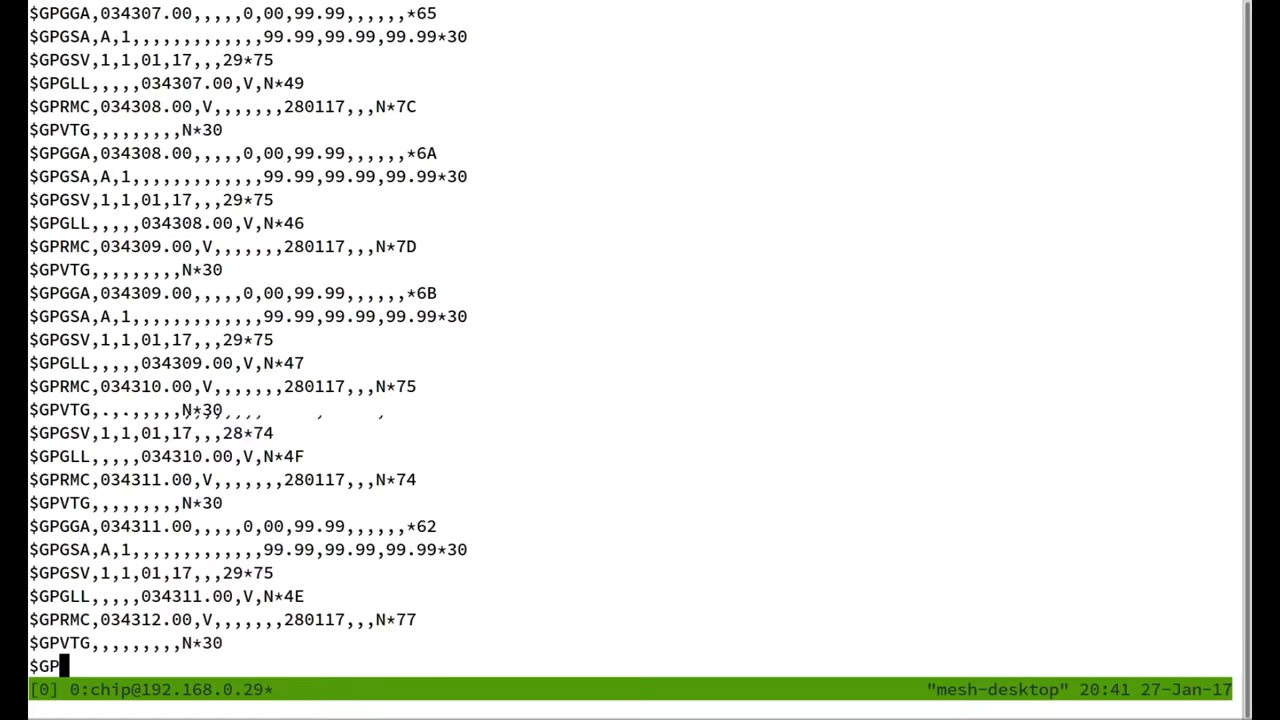 $GPGGA,034307.00,,,,,0,00,99.99,,,,,,*65
$GPGSA,A,1,,,,,,,,,,,,,99.99,99.99,99.99*30
$GPGSV,1,1,01,17,,,29*75
$GPGLL,,,,,034307.00,V,N*49
$GPRMC,034308.00,V,,,,,,,280117,,,N*7C
$GPVTG,,,,,,,,,N*30
$GPGGA,034308.00,,,,,0,00,99.99,,,,,,*6A
$GPGSA,A,1,,,,,,,,,,,,,99.99,99.99,99.99*30
$GPGSV,1,1,01,17,,,29*75
$GPGLL,,,,,034308.00,V,N*46
$GPRMC,034309.00,V,,,,,,,280117,,,N*7D
$GPVTG,,,,,,,,,N*30
$GPGGA,034309.00,,,,,0,00,99.99,,,,,,*6B
$GPGSA,A,1,,,,,,,,,,,,,99.99,99.99,99.99*30
$GPGSV,1,1,01,17,,,29*75
$GPGLL,,,,,034309.00,V,N*47
$GPRMC,034310.00,V,,,,,,,280117,,,N*75
$GPVTG,.,.,,,,,N*30
$GPGSV,1,1,01,17,,,28*74
$GPGLL,,,,,034310.00,V,N*4F
$GPRMC,034311.00,V,,,,,,,280117,,,N*74
$GPVTG,,,,,,,,,N*30
$GPGGA,034311.00,,,,,0,00,99.99,,,,,,*62
$GPGSA,A,1,,,,,,,,,,,,,99.99,99.99,99.99*30
$GPGSV,1,1,01,17,,,29*75
$GPGLL,,,,,034311.00,V,N*4E
$GPRMC,034312.00,V,,,,,,,280117,,,N*77
$GPVTG,,,,,,,,,N*30
$GP
[0] 0:chip@192.168.0.29* "mesh-desktop" 20:41 27-Jan-17